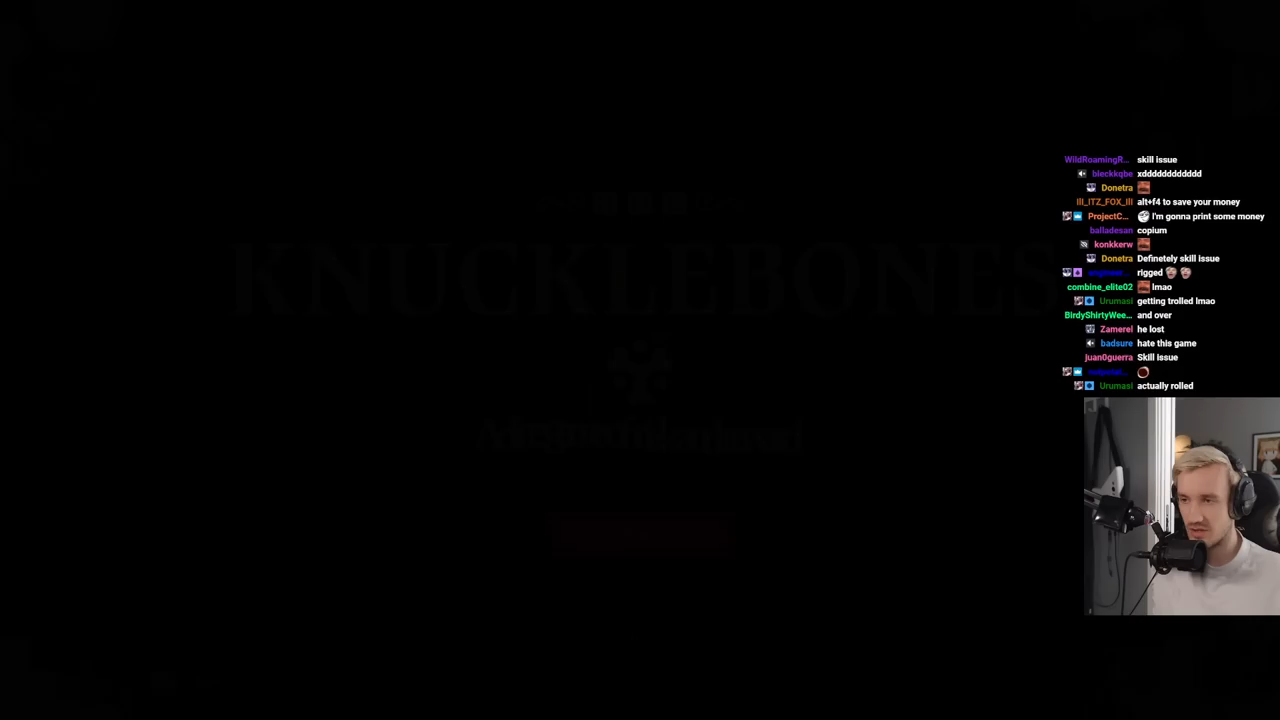 KNUCKLEBONES
WildRoamingR... skill issue
bleckkqbe xdddddddddddd
Donetra
Ill_ITZ_FOX_Ill alt+f4 to save your money
ProjectC... I'm gonna print some money
balladesan copium
konkkerw
Donetra Definetely skill issue
rigged
combine_elite02 lmao
Urumasi getting trolled lmao
BirdyShirtyWee... and over
Zamerel he lost
badsure hate this game
juan0guerra Skill issue
Urumasi actually rolled